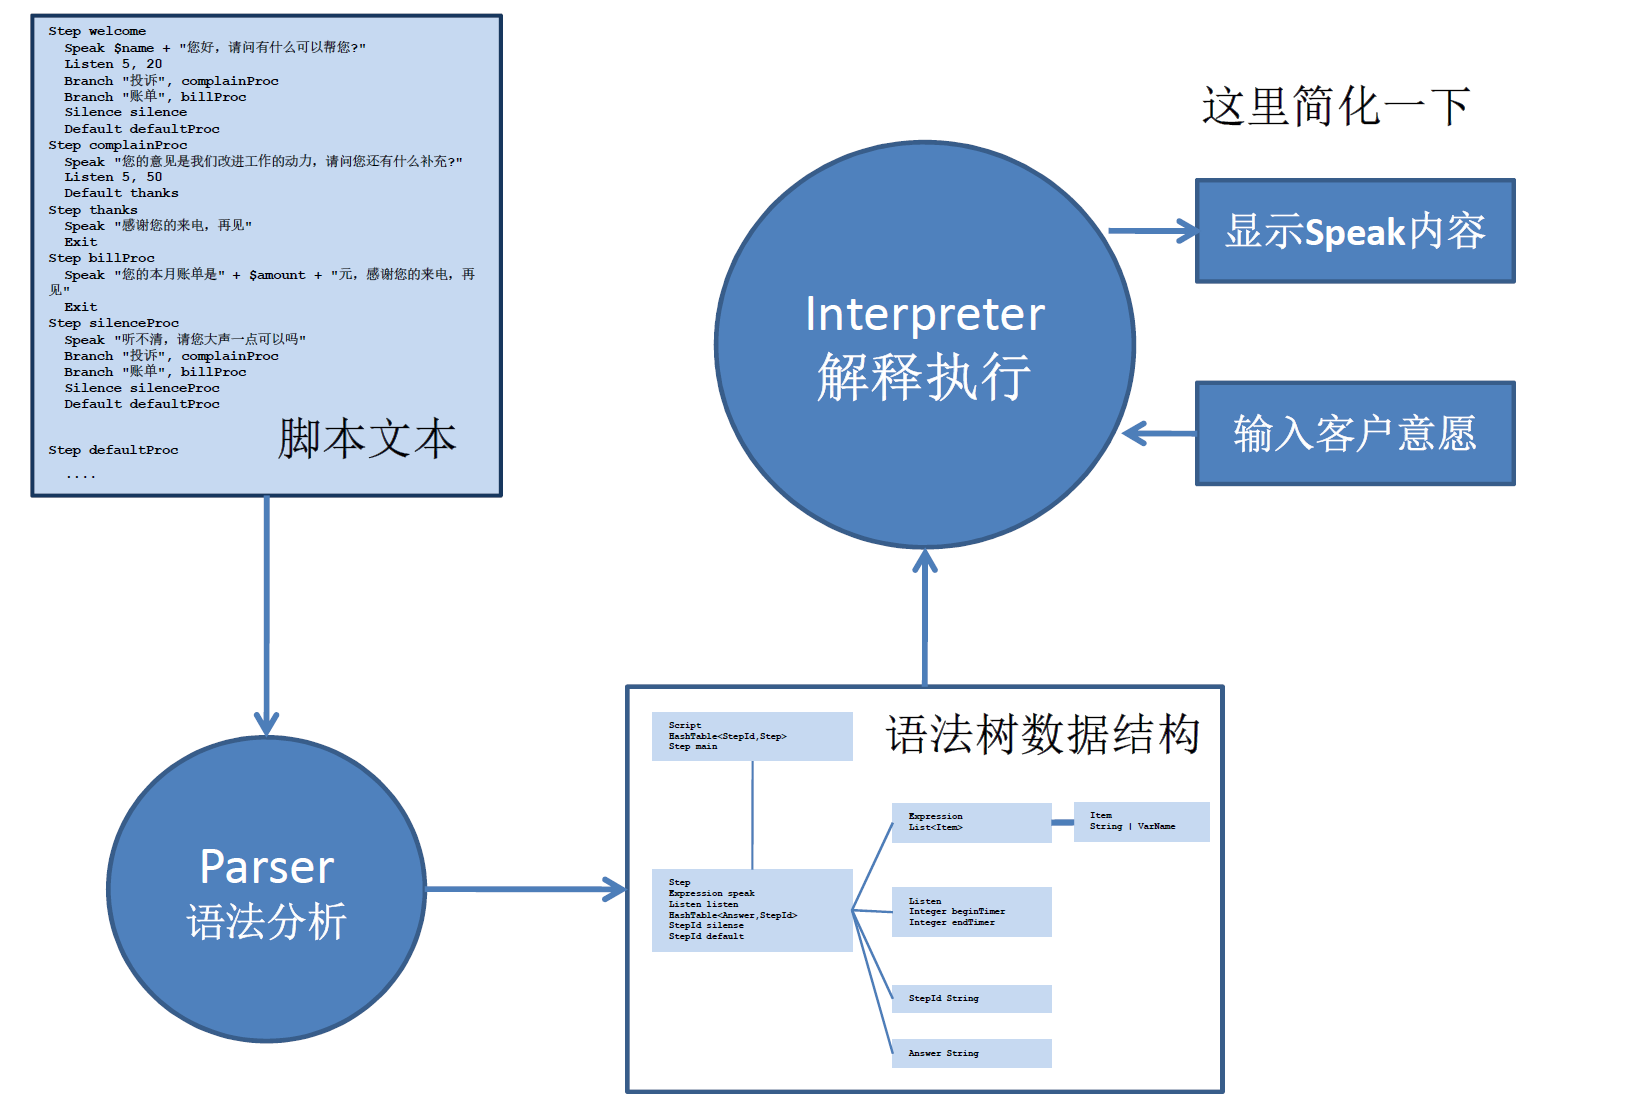 Step welcome
Speak $name + "您好，请问有什么可以帮您?"
Listen 5, 20
Branch "投诉", complainProc
Branch "账单", billProc
Silence silence
Default defaultProc
Step complainProc
Speak "您的意见是我们改进工作的动力，请问您还有什么补充?"
Listen 5, 50
Default thanks
Step thanks
Speak "感谢您的来电，再见"
Exit
Step billProc
Speak "您的本月账单是" + $amount + "元，感谢您的来电，再
见"
Exit
Step silenceProc
Speak "听不清，请您大声一点可以吗"
Branch "投诉", complainProc
Branch "账单", billProc
Silence silenceProc
Default defaultProc
Step defaultProc
....
脚本文本
Parser
语法分析
语法树数据结构
Script
HashTable<StepId,Step>
Step main
Step
Expression speak
Listen listen
HashTable<Answer,StepId>
StepId silense
StepId default
Expression
List<Item>
Item
String | VarName
Listen
Integer beginTimer
Integer endTimer
StepId String
Answer String
Interpreter
解释执行
这里简化一下
显示Speak内容
输入客户意愿